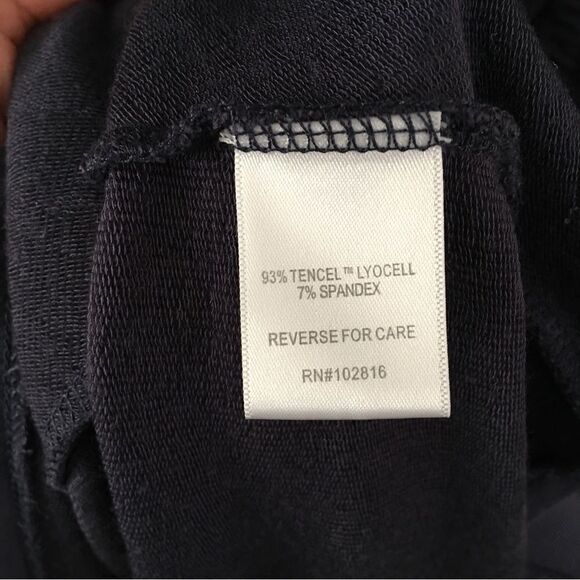 93% TENCEL™ LYOCELL
7% SPANDEX
REVERSE FOR CARE
RN#102816